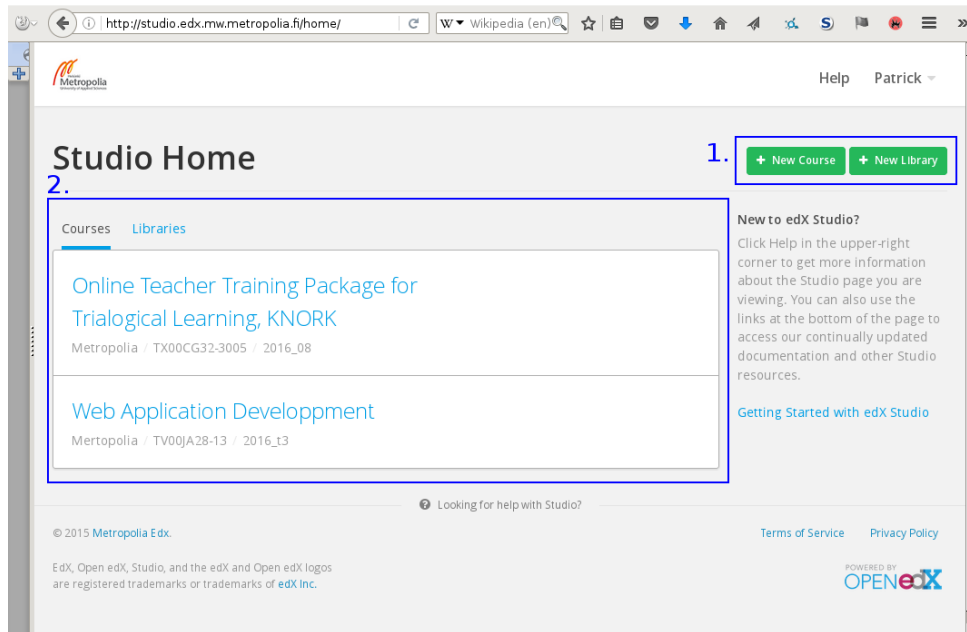 http://studio.edx.mw.metropolia.fi/home/
W Wikipedia (en)
S)
Metropolia
University of Applied Sciences
Help Patrick
Studio Home
1.
+ New Course + New Library
2.
Courses Libraries
Online Teacher Training Package for
Trialogical Learning, KNORK
Metropolia / TX00CG32-3005 / 2016_08
Web Application Developpment
Mertopolia / TV00JA28-13 / 2016_t3
New to edX Studio?
Click Help in the upper-right
corner to get more information
about the Studio page you are
viewing. You can also use the
links at the bottom of the page to
access our continually updated
documentation and other Studio
resources.
Getting Started with edX Studio
Looking for help with Studio?
© 2015 Metropolia Edx.
Terms of Service Privacy Policy
EdX, Open edX, Studio, and the edX and Open edX logos
are registered trademarks or trademarks of edX Inc.
POWERED BY
OPEN edX